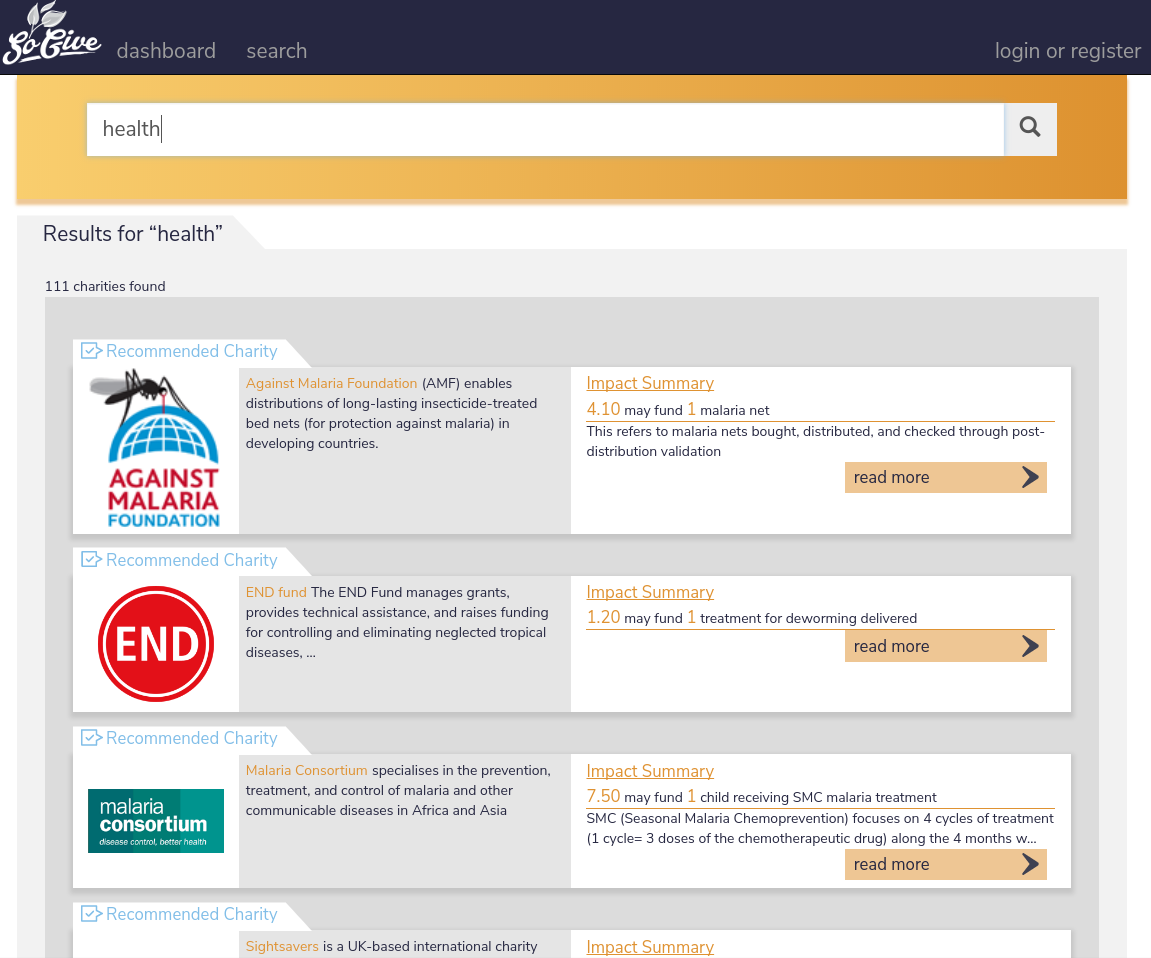 SoGive
dashboard
search
login or register
health
Results for “health”
111 charities found
Recommended Charity
AGAINST
MALARIA
FOUNDATION
Against Malaria Foundation (AMF) enables
distributions of long-lasting insecticide-treated
bed nets (for protection against malaria) in
developing countries.
Impact Summary
4.10 may fund 1 malaria net
This refers to malaria nets bought, distributed, and checked through post-
distribution validation
read more
Recommended Charity
END
END fund The END Fund manages grants,
provides technical assistance, and raises funding
for controlling and eliminating neglected tropical
diseases, ...
Impact Summary
1.20 may fund 1 treatment for deworming delivered
read more
Recommended Charity
malaria
consortium
disease control, better health
Malaria Consortium specialises in the prevention,
treatment, and control of malaria and other
communicable diseases in Africa and Asia
Impact Summary
7.50 may fund 1 child receiving SMC malaria treatment
SMC (Seasonal Malaria Chemoprevention) focuses on 4 cycles of treatment
(1 cycle= 3 doses of the chemotherapeutic drug) along the 4 months w...
read more
Recommended Charity
Sightsavers is a UK-based international charity
Impact Summary